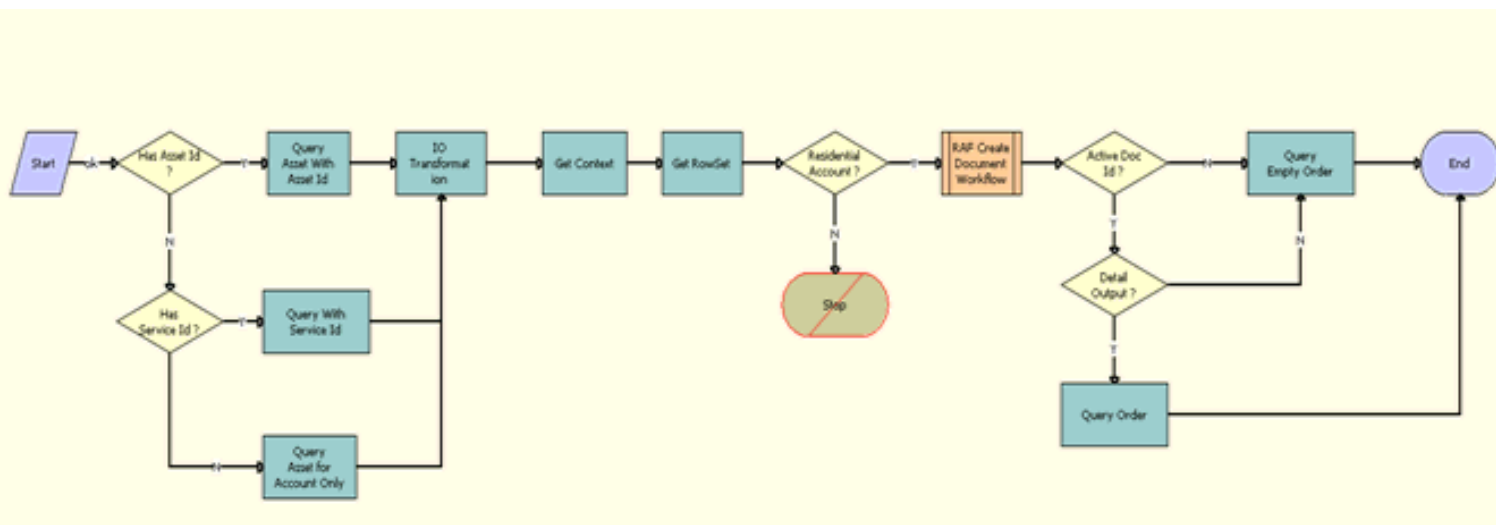 Start
ok
Has Asset Id
?
Y
Query
Asset With
Asset Id
IO
Transformat
ion
Get Context
Get RowSet
Residential
Account ?
Y
RAF Create
Document
Workflow
Active Doc
Id ?
N
Query
Empty Order
End
N
N
Y
N
Stop
Detail
Output ?
Has
Service Id ?
Y
Query With
Service Id
Y
Query Order
N
Query
Asset for
Account Only